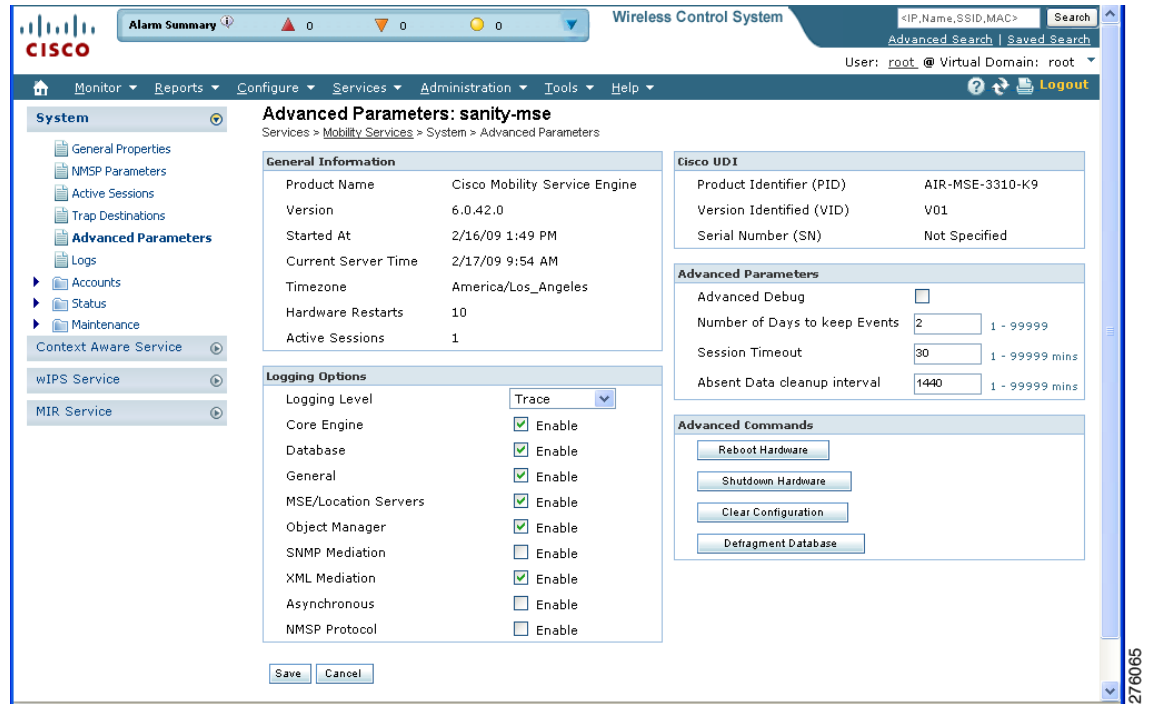 Alarm Summary 0 0 0
Wireless Control System
<IP,Name,SSID,MAC> Search
Advanced Search | Saved Search
CISCO
User: root @ Virtual Domain: root
Monitor Reports Configure Services Administration Tools Help Logout
System
General Properties
NMSP Parameters
Active Sessions
Trap Destinations
Advanced Parameters
Logs
Accounts
Status
Maintenance
Context Aware Service
wIPS Service
MIR Service
Advanced Parameters: sanity-mse
Services > Mobility Services > System > Advanced Parameters
General Information
Product Name Cisco Mobility Service Engine
Version 6.0.42.0
Started At 2/16/09 1:49 PM
Current Server Time 2/17/09 9:54 AM
Timezone America/Los_Angeles
Hardware Restarts 10
Active Sessions 1
Logging Options
Logging Level Trace
Core Engine Enable
Database Enable
General Enable
MSE/Location Servers Enable
Object Manager Enable
SNMP Mediation Enable
XML Mediation Enable
Asynchronous Enable
NMSP Protocol Enable
Save Cancel
Cisco UDI
Product Identifier (PID) AIR-MSE-3310-K9
Version Identified (VID) V01
Serial Number (SN) Not Specified
Advanced Parameters
Advanced Debug
Number of Days to keep Events 2 1 - 99999
Session Timeout 30 1 - 99999 mins
Absent Data cleanup interval 1440 1 - 99999 mins
Advanced Commands
Reboot Hardware
Shutdown Hardware
Clear Configuration
Defragment Database
276065